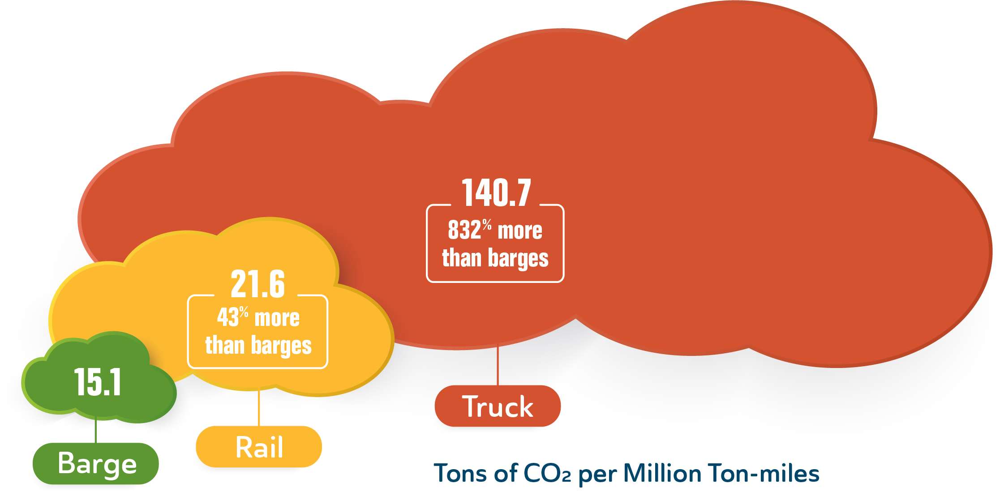 140.7
832% more
than barges
21.6
43% more
than barges
15.1
Truck
Rail
Barge
Tons of CO₂ per Million Ton-miles